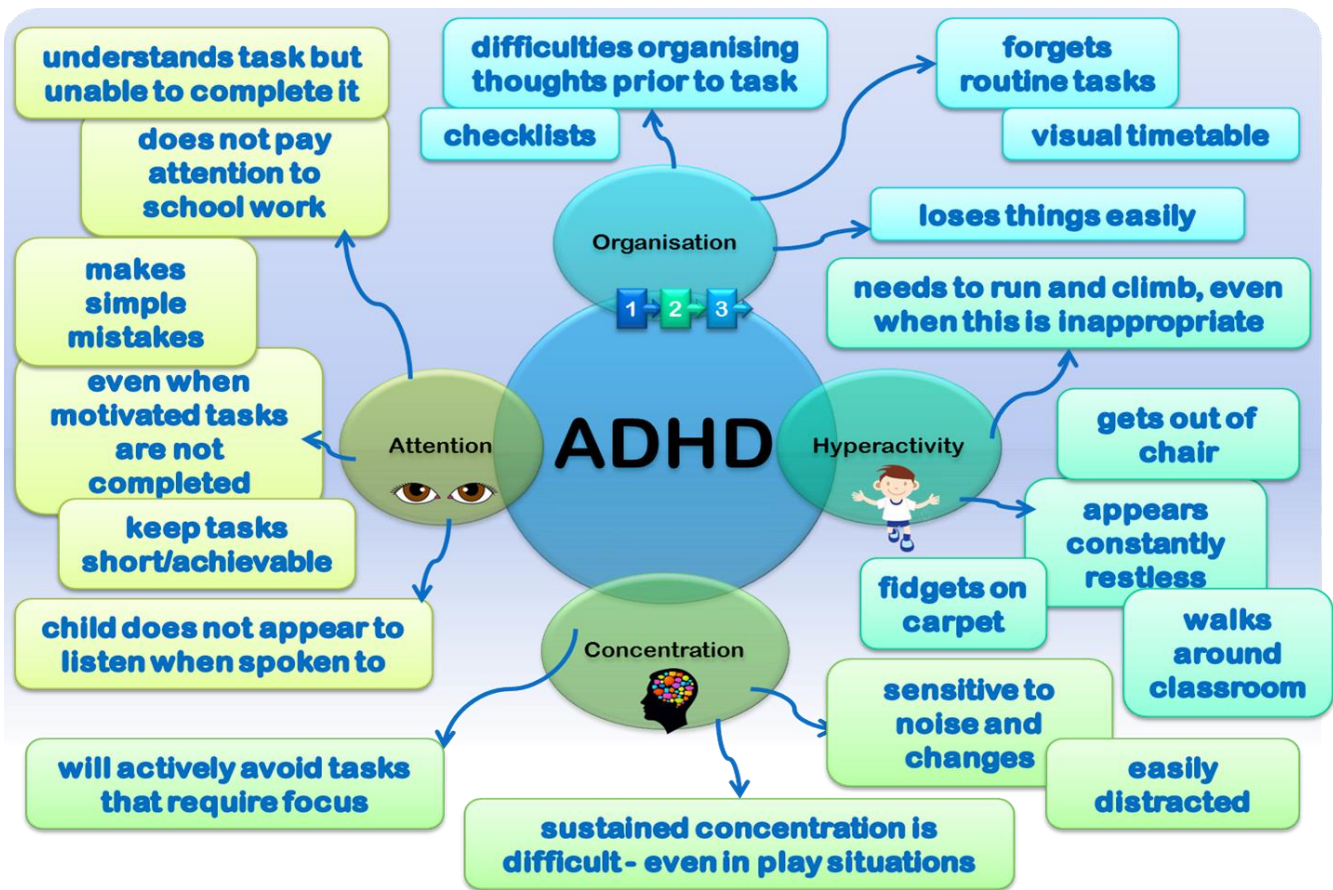 understands task but
unable to complete it
does not pay
attention to
school work
makes
simple
mistakes
even when
motivated tasks
are not
completed
keep tasks
short/achievable
child does not appear to
listen when spoken to
Attention
difficulties organising
thoughts prior to task
checklists
forgets
routine tasks
visual timetable
loses things easily
Organisation
1 2 3
ADHD
Hyperactivity
needs to run and climb, even
when this is inappropriate
gets out of
chair
appears
constantly
restless
fidgets on
carpet
walks
around
classroom
Concentration
sensitive to
noise and
changes
easily
distracted
will actively avoid tasks
that require focus
sustained concentration is
difficult - even in play situations